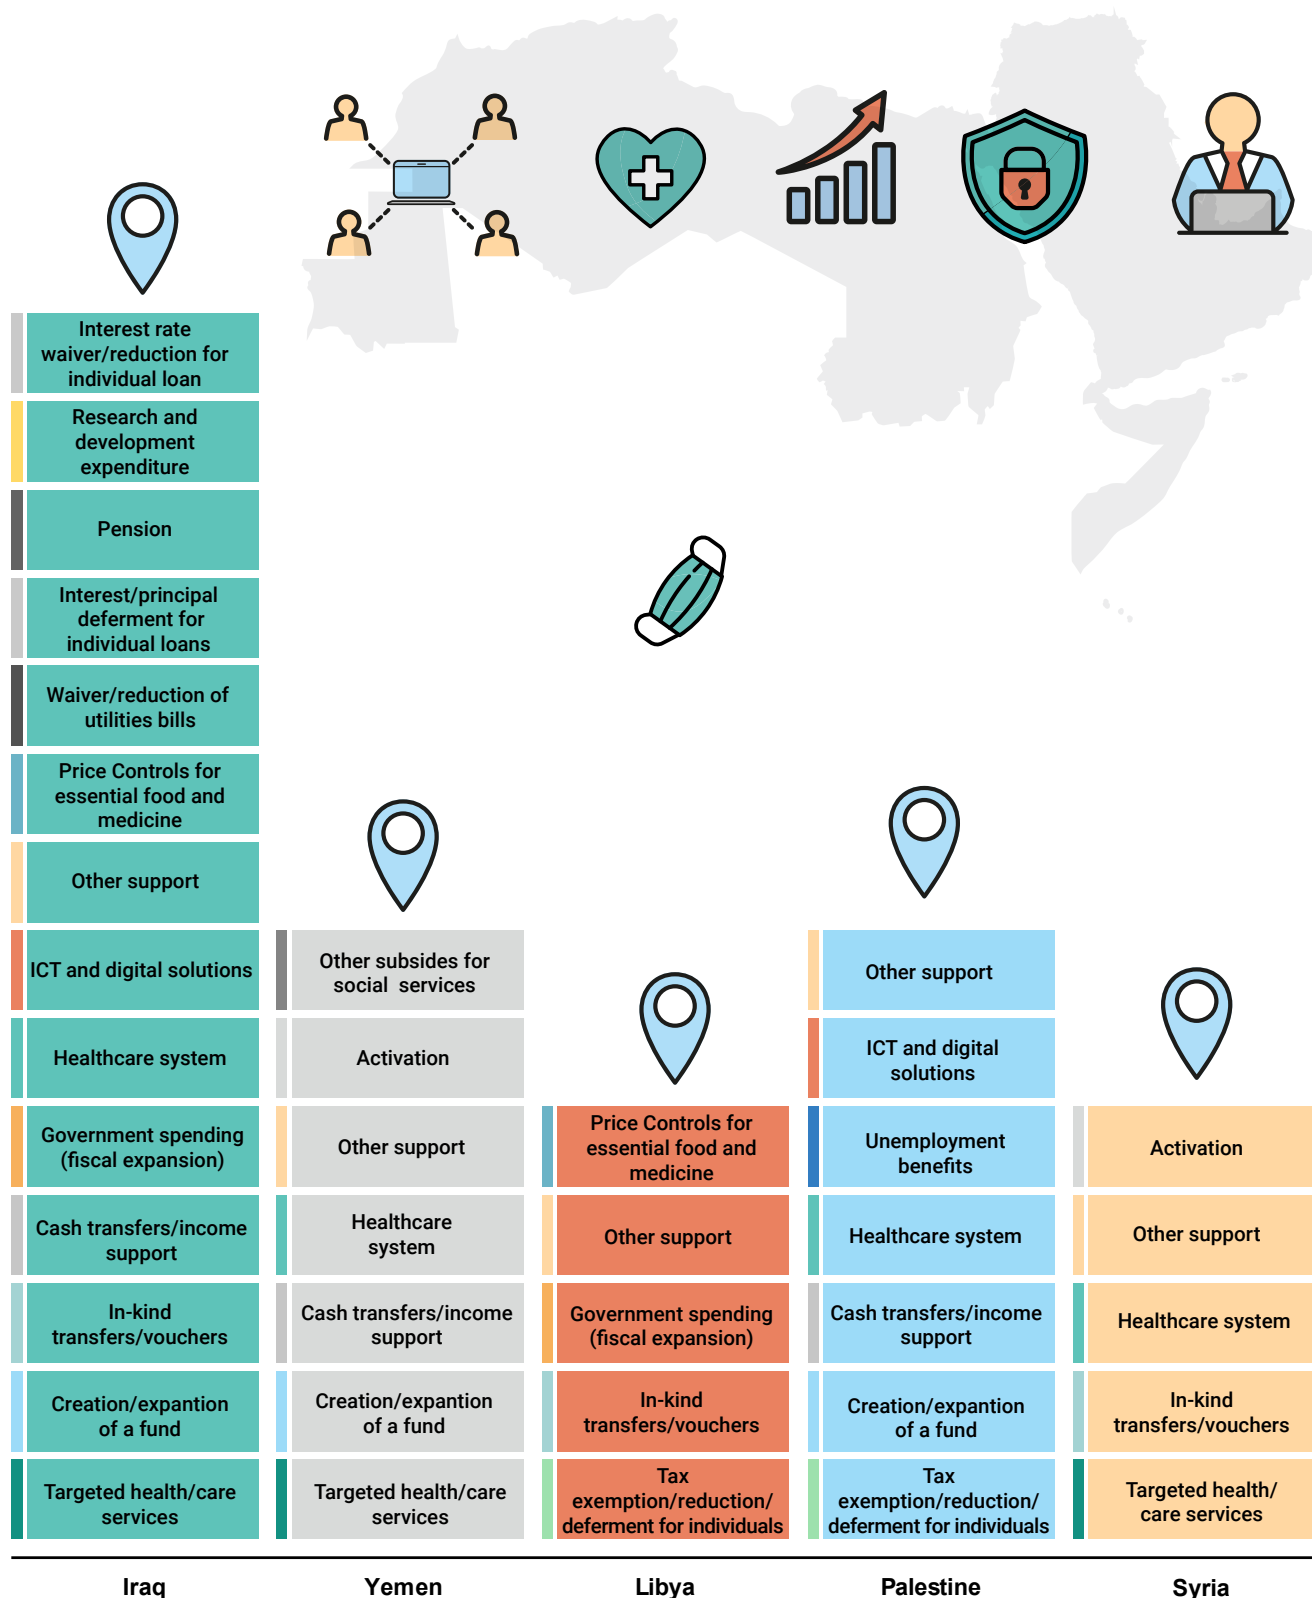 Interest rate
waiver/reduction for
individual loan
Research and
development
expenditure
Pension
Interest/principal
deferment for
individual loans
Waiver/reduction of
utilities bills
Price Controls for
essential food and
medicine
Other support
ICT and digital solutions
Healthcare system
Government spending
(fiscal expansion)
Cash transfers/income
support
In-kind
transfers/vouchers
Creation/expantion
of a fund
Targeted health/care
services
Iraq
Other subsides for
social services
Activation
Other support
Healthcare
system
Cash transfers/income
support
Creation/expantion
of a fund
Targeted health/care
services
Yemen
Price Controls for
essential food and
medicine
Other support
Government spending
(fiscal expansion)
In-kind
transfers/vouchers
Tax
exemption/reduction/
deferment for individuals
Libya
Other support
ICT and digital
solutions
Unemployment
benefits
Healthcare system
Cash transfers/income
support
Creation/expantion
of a fund
Tax
exemption/reduction/
deferment for individuals
Palestine
Activation
Other support
Healthcare system
In-kind
transfers/vouchers
Targeted health/
care services
Syria